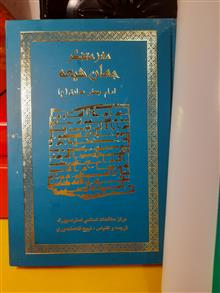 مغز متفکر
جهان شیعه
امام جعفر صادق (ع)
مرکز مطالعات اسلامی استراسبورگ
ترجمه و اقتباس: ذبیح الله منصوری